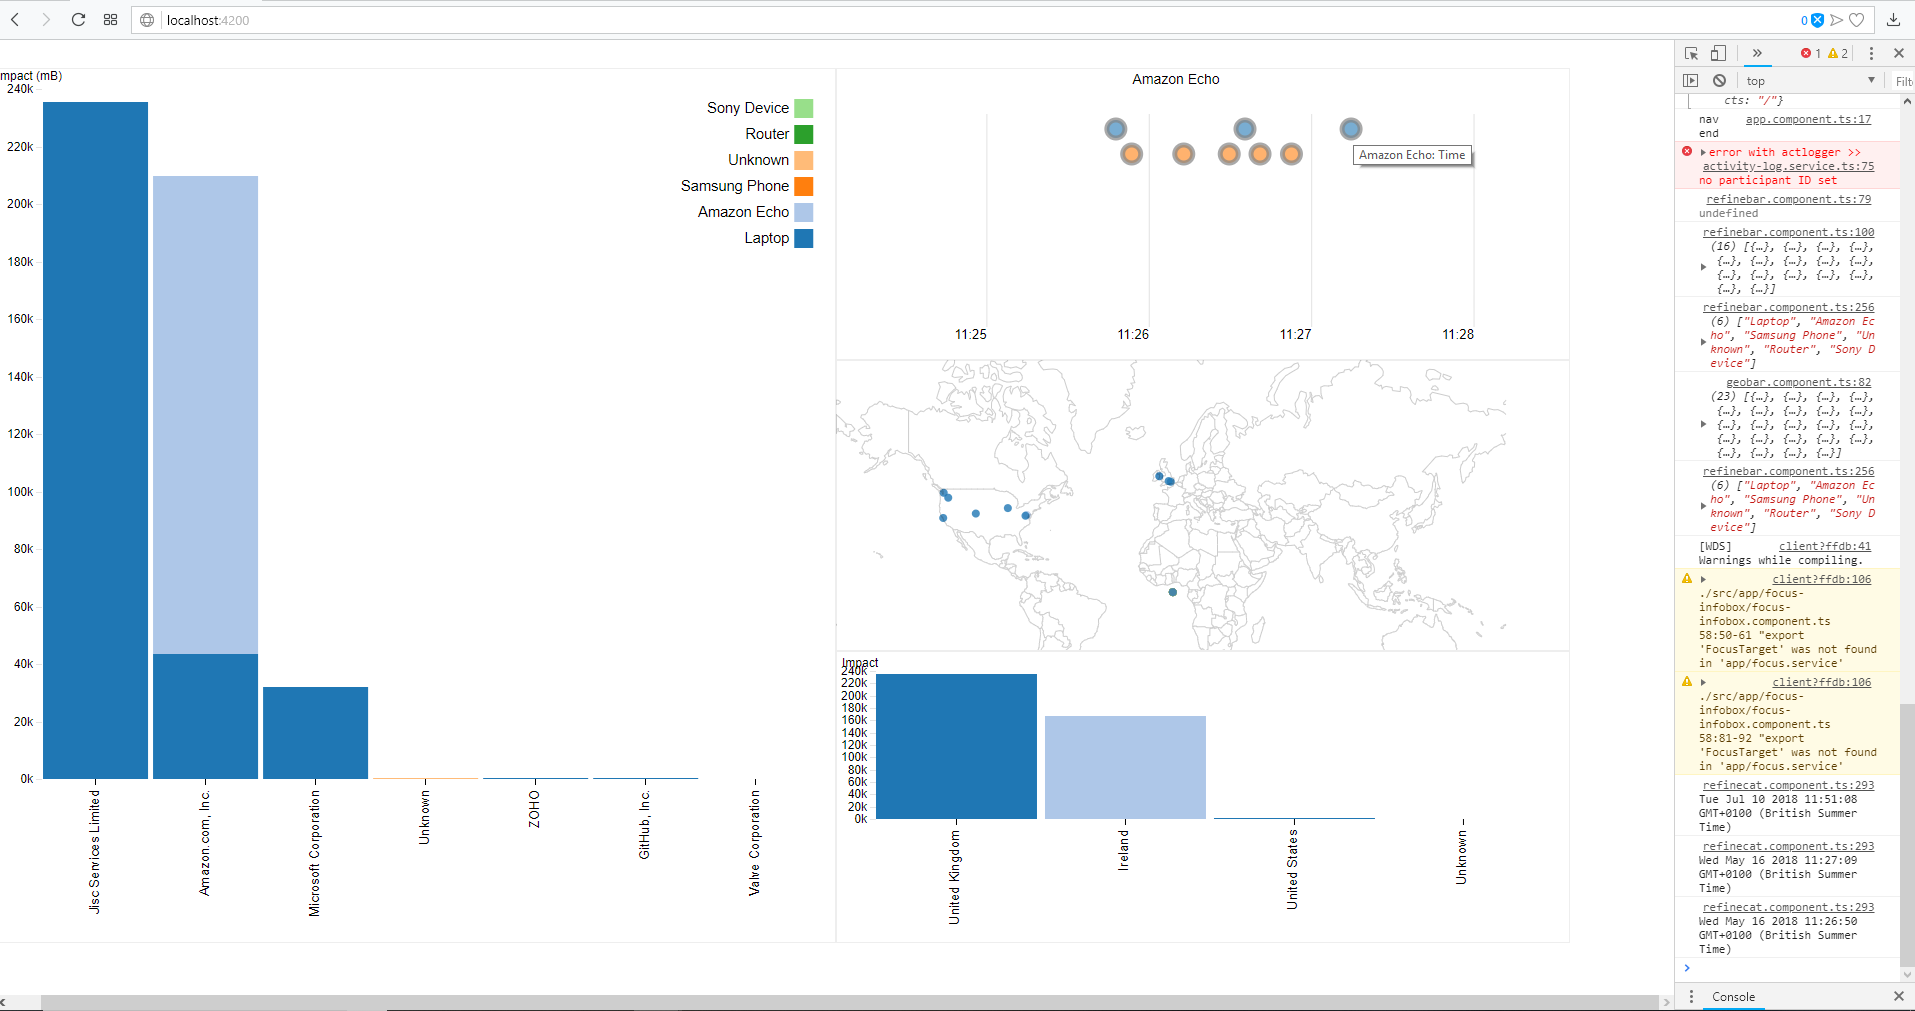 localhost:4200
0
Impact (mB)
240k
220k
200k
180k
160k
140k
120k
100k
80k
60k
40k
20k
0k
Jisc Services Limited
Amazon.com, Inc.
Microsoft Corporation
Unknown
ZOHO
GitHub, Inc.
Valve Corporation
Sony Device
Router
Unknown
Samsung Phone
Amazon Echo
Laptop
Amazon Echo
Amazon Echo: Time
11:25
11:26
11:27
11:28
Impact
240k
220k
200k
180k
160k
140k
120k
100k
80k
60k
40k
20k
0k
United Kingdom
Ireland
United States
Unknown
1 2
top
Filt
cts: "/"}
nav app.component.ts:17
end
error with actlogger >>
activity-log.service.ts:75
no participant ID set
refinebar.component.ts:79
undefined
refinebar.component.ts:100
(16) [{…}, {…}, {…}, {…},
{…}, {…}, {…}, {…}, {…},
{…}, {…}, {…}, {…}, {…},
{…}, {…}]
refinebar.component.ts:256
(6) ["Laptop", "Amazon Ec
ho", "Samsung Phone", "Un
known", "Router", "Sony D
evice"]
geobar.component.ts:82
(23) [{…}, {…}, {…}, {…},
{…}, {…}, {…}, {…}, {…},
{…}, {…}, {…}, {…}, {…},
{…}, {…}, {…}, {…}, {…},
{…}, {…}, {…}, {…}]
refinebar.component.ts:256
(6) ["Laptop", "Amazon Ec
ho", "Samsung Phone", "Un
known", "Router", "Sony D
evice"]
[WDS] client?ffdb:41
Warnings while compiling.
client?ffdb:106
./src/app/focus-
infobox/focus-
infobox.component.ts
58:50-61 "export
'FocusTarget' was not found
in 'app/focus.service'
client?ffdb:106
./src/app/focus-
infobox/focus-
infobox.component.ts
58:81-92 "export
'FocusTarget' was not found
in 'app/focus.service'
refinecat.component.ts:293
Tue Jul 10 2018 11:51:08
GMT+0100 (British Summer
Time)
refinecat.component.ts:293
Wed May 16 2018 11:27:09
GMT+0100 (British Summer
Time)
refinecat.component.ts:293
Wed May 16 2018 11:26:50
GMT+0100 (British Summer
Time)
Console